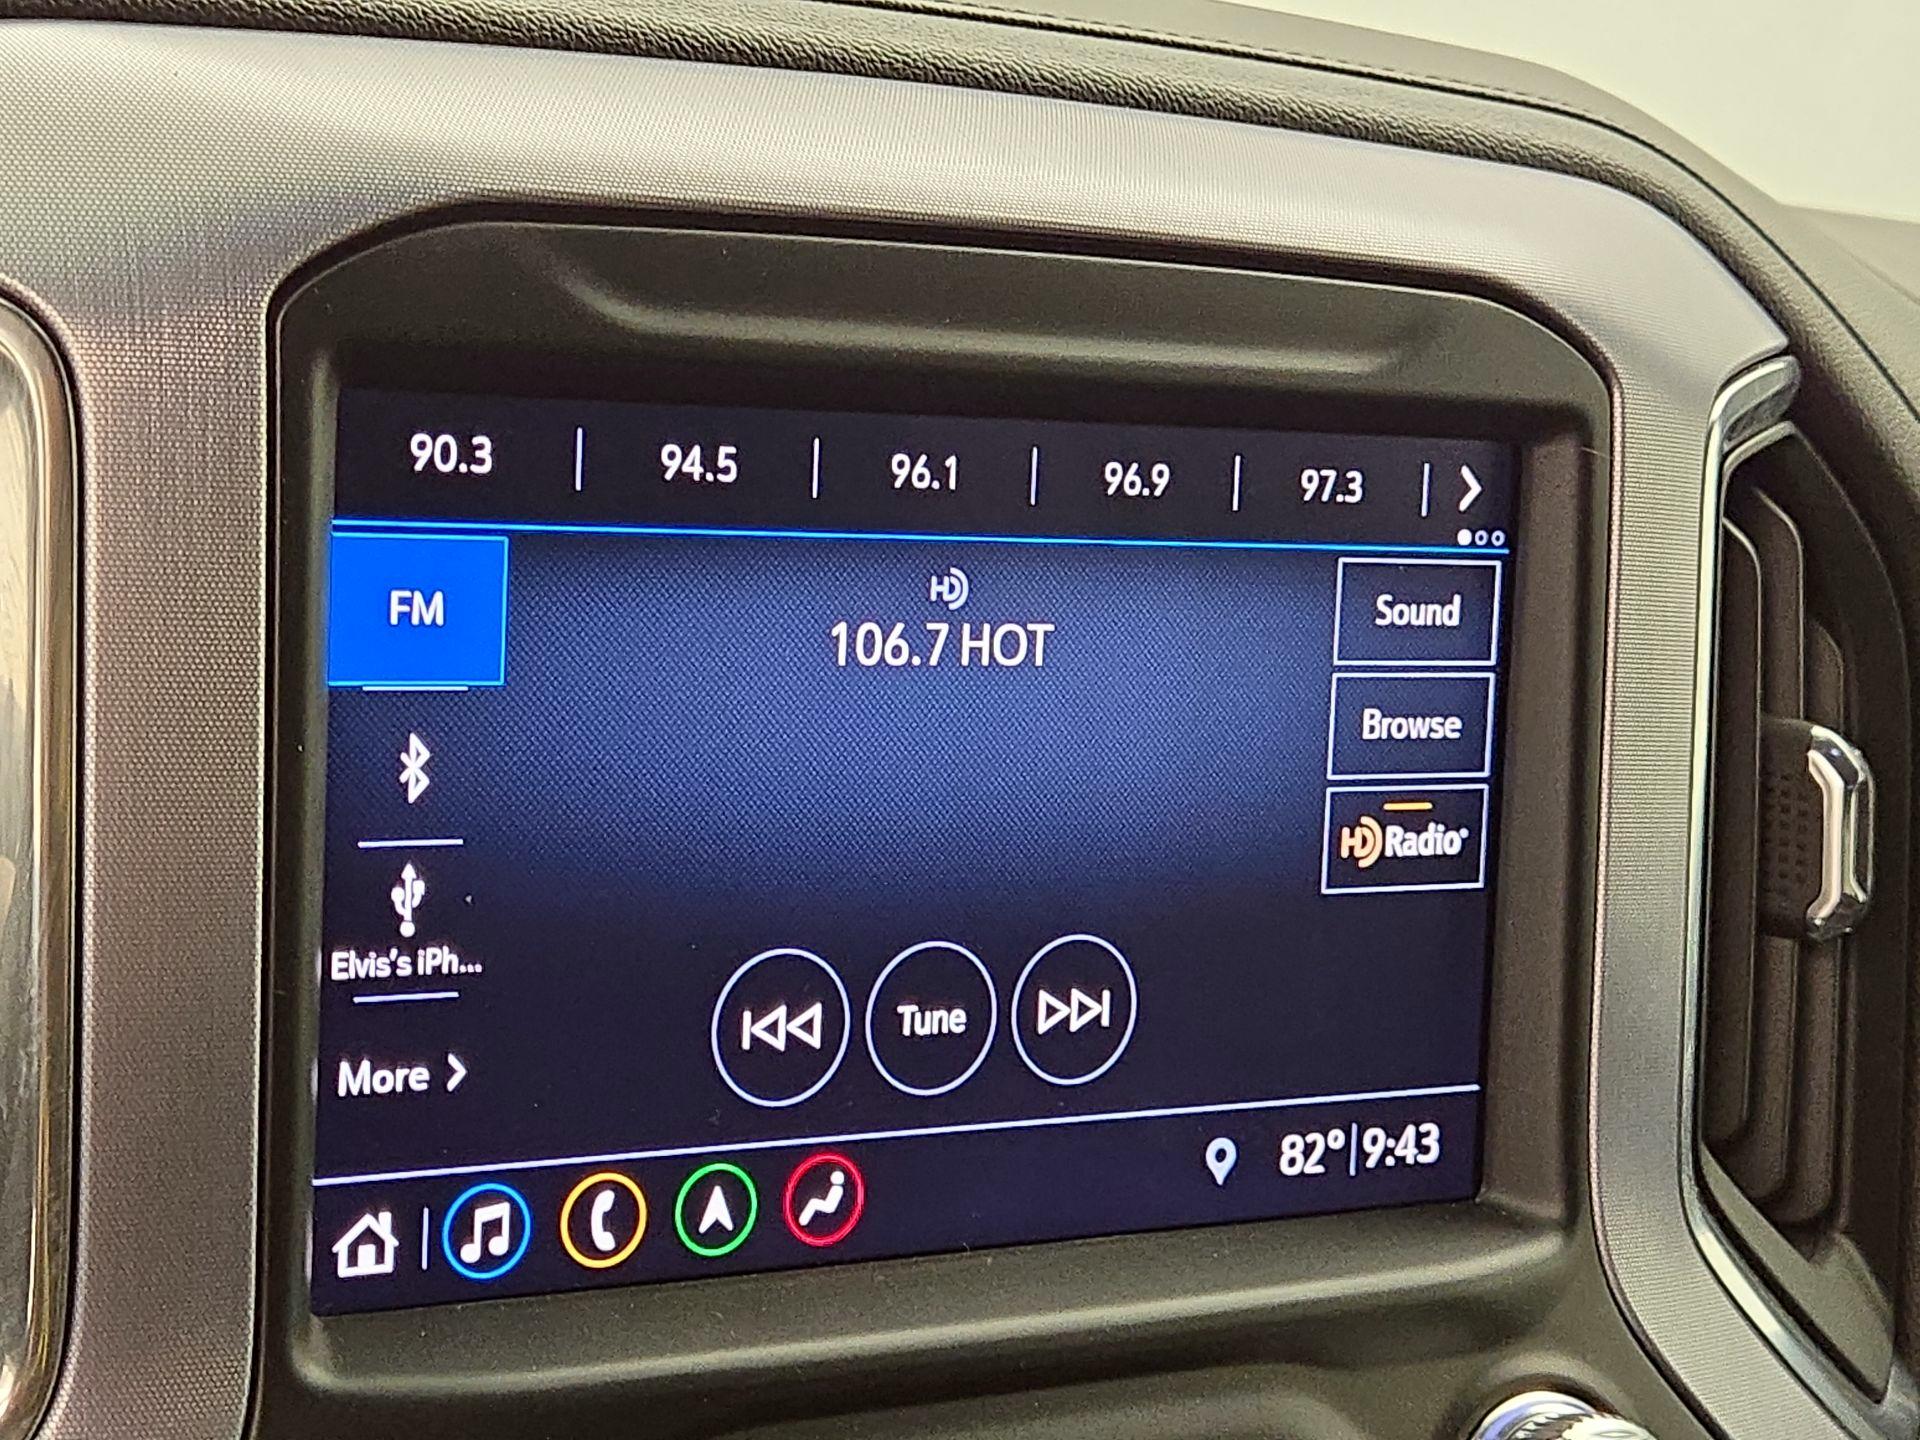 90.3 | 94.5 | 96.1 | 96.9 | 97.3 |
FM
HD
106.7 HOT
Sound
Browse
HD Radio
Elvis's iPh...
Tune
More
82° | 9:43